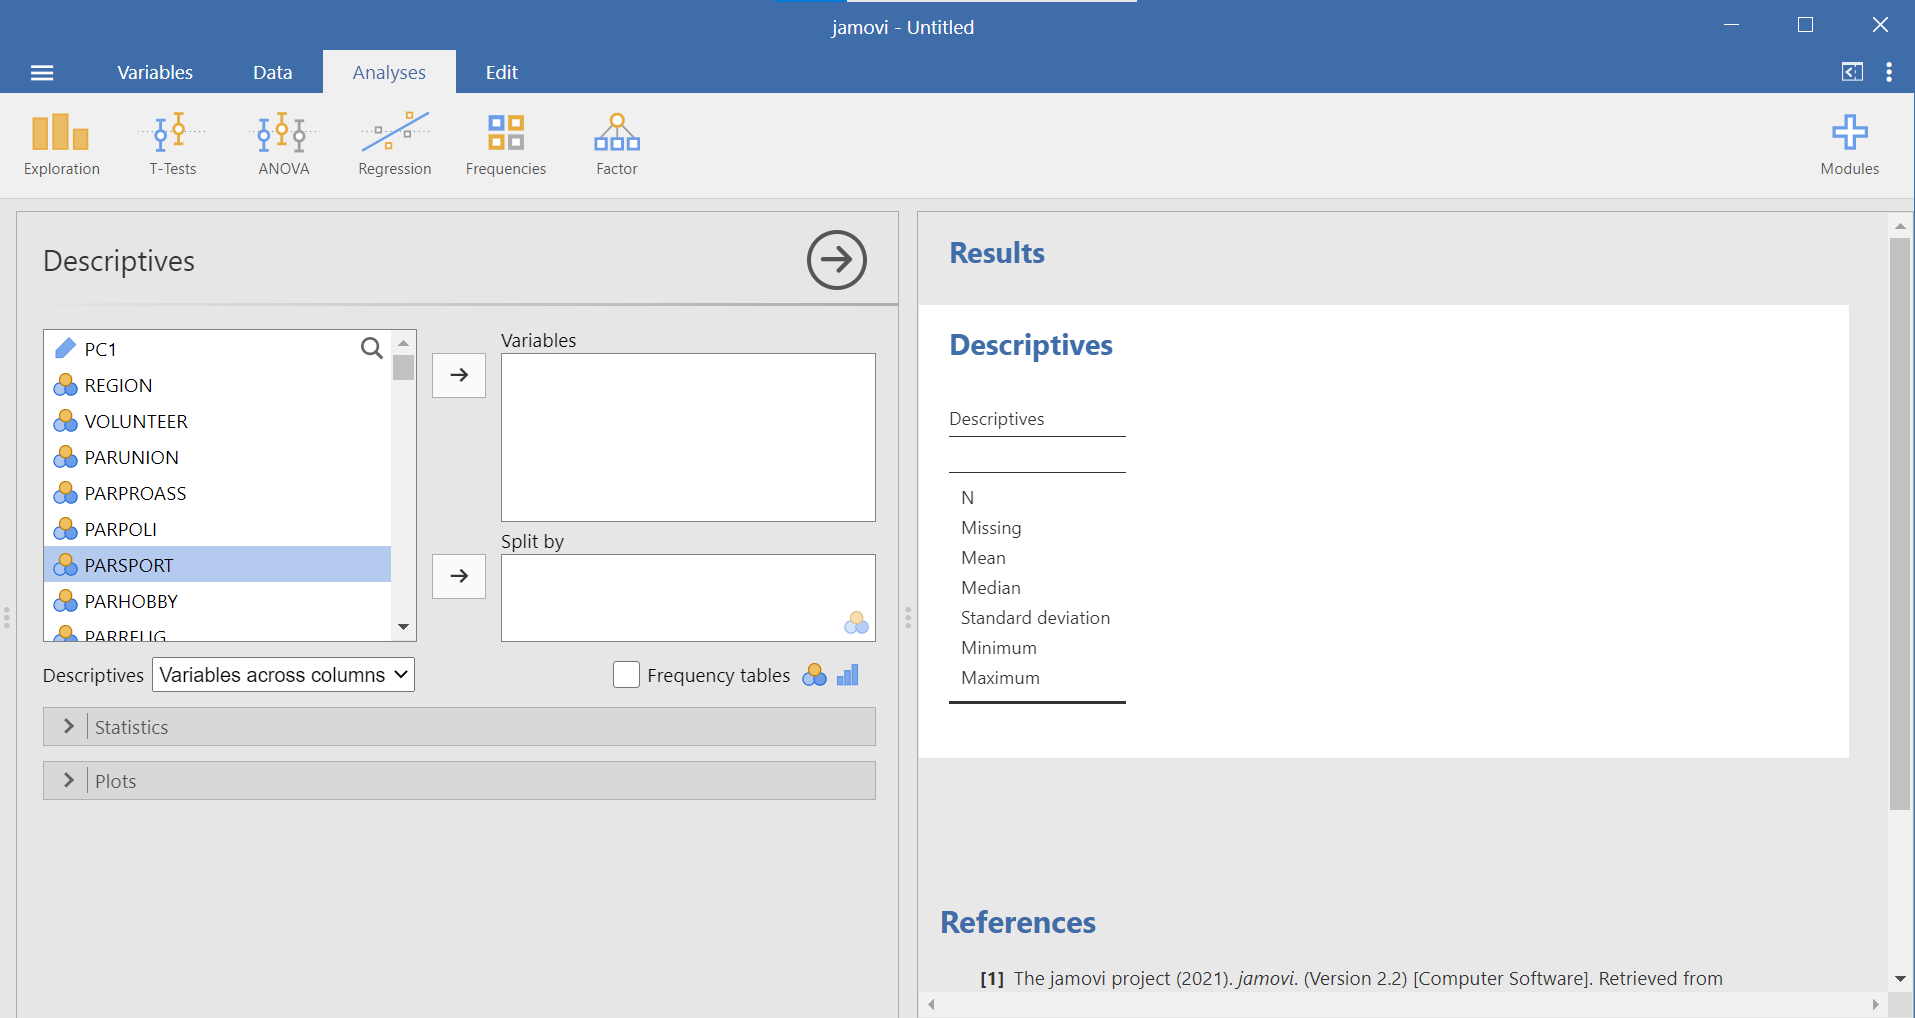 jamovi - Untitled
Variables
Data
Analyses
Edit
Exploration
T-Tests
ANOVA
Regression
Frequencies
Factor
Modules
Descriptives
PC1
REGION
VOLUNTEER
PARUNION
PARPROASS
PARPOLI
PARSPORT
PARHOBBY
PARRELIG
Variables
Split by
Descriptives
Variables across columns
Frequency tables
Statistics
Plots
Results
Descriptives
Descriptives
N
Missing
Mean
Median
Standard deviation
Minimum
Maximum
References
[1] The jamovi project (2021). jamovi. (Version 2.2) [Computer Software]. Retrieved from